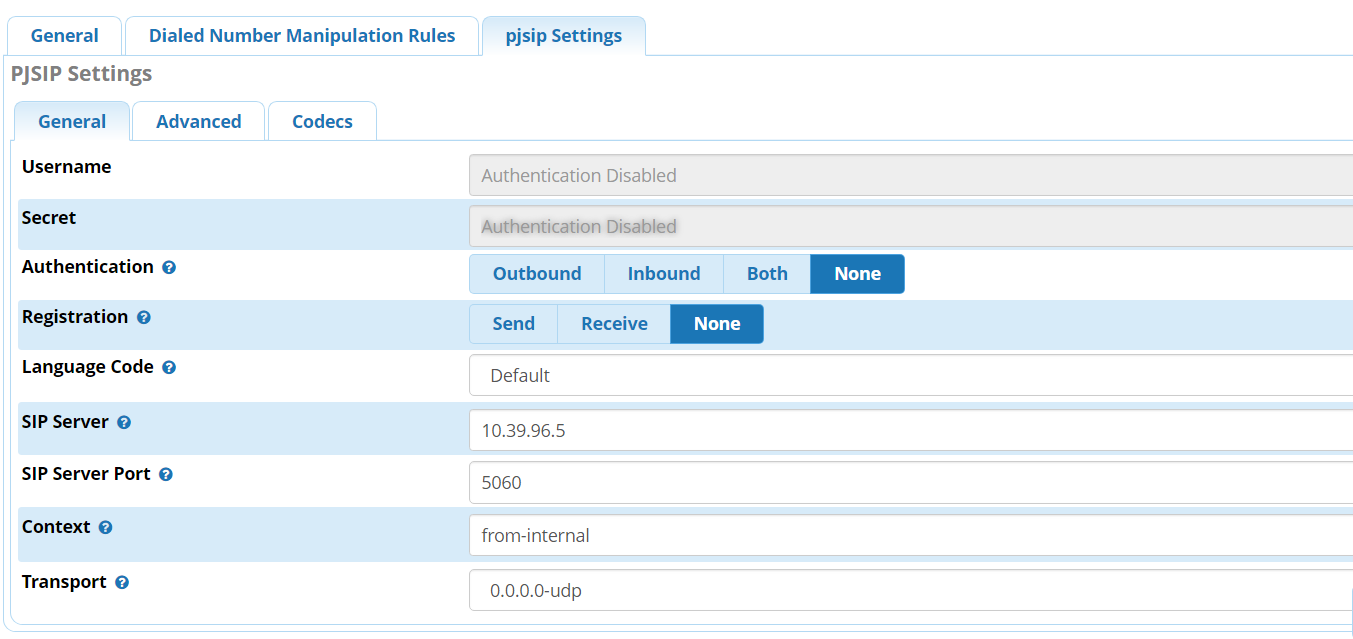 General Dialed Number Manipulation Rules pjsip Settings
PJSIP Settings
General Advanced Codecs
Username Authentication Disabled
Secret Authentication Disabled
Authentication Outbound Inbound Both None
Registration Send Receive None
Language Code Default
SIP Server 10.39.96.5
SIP Server Port 5060
Context from-internal
Transport 0.0.0.0-udp